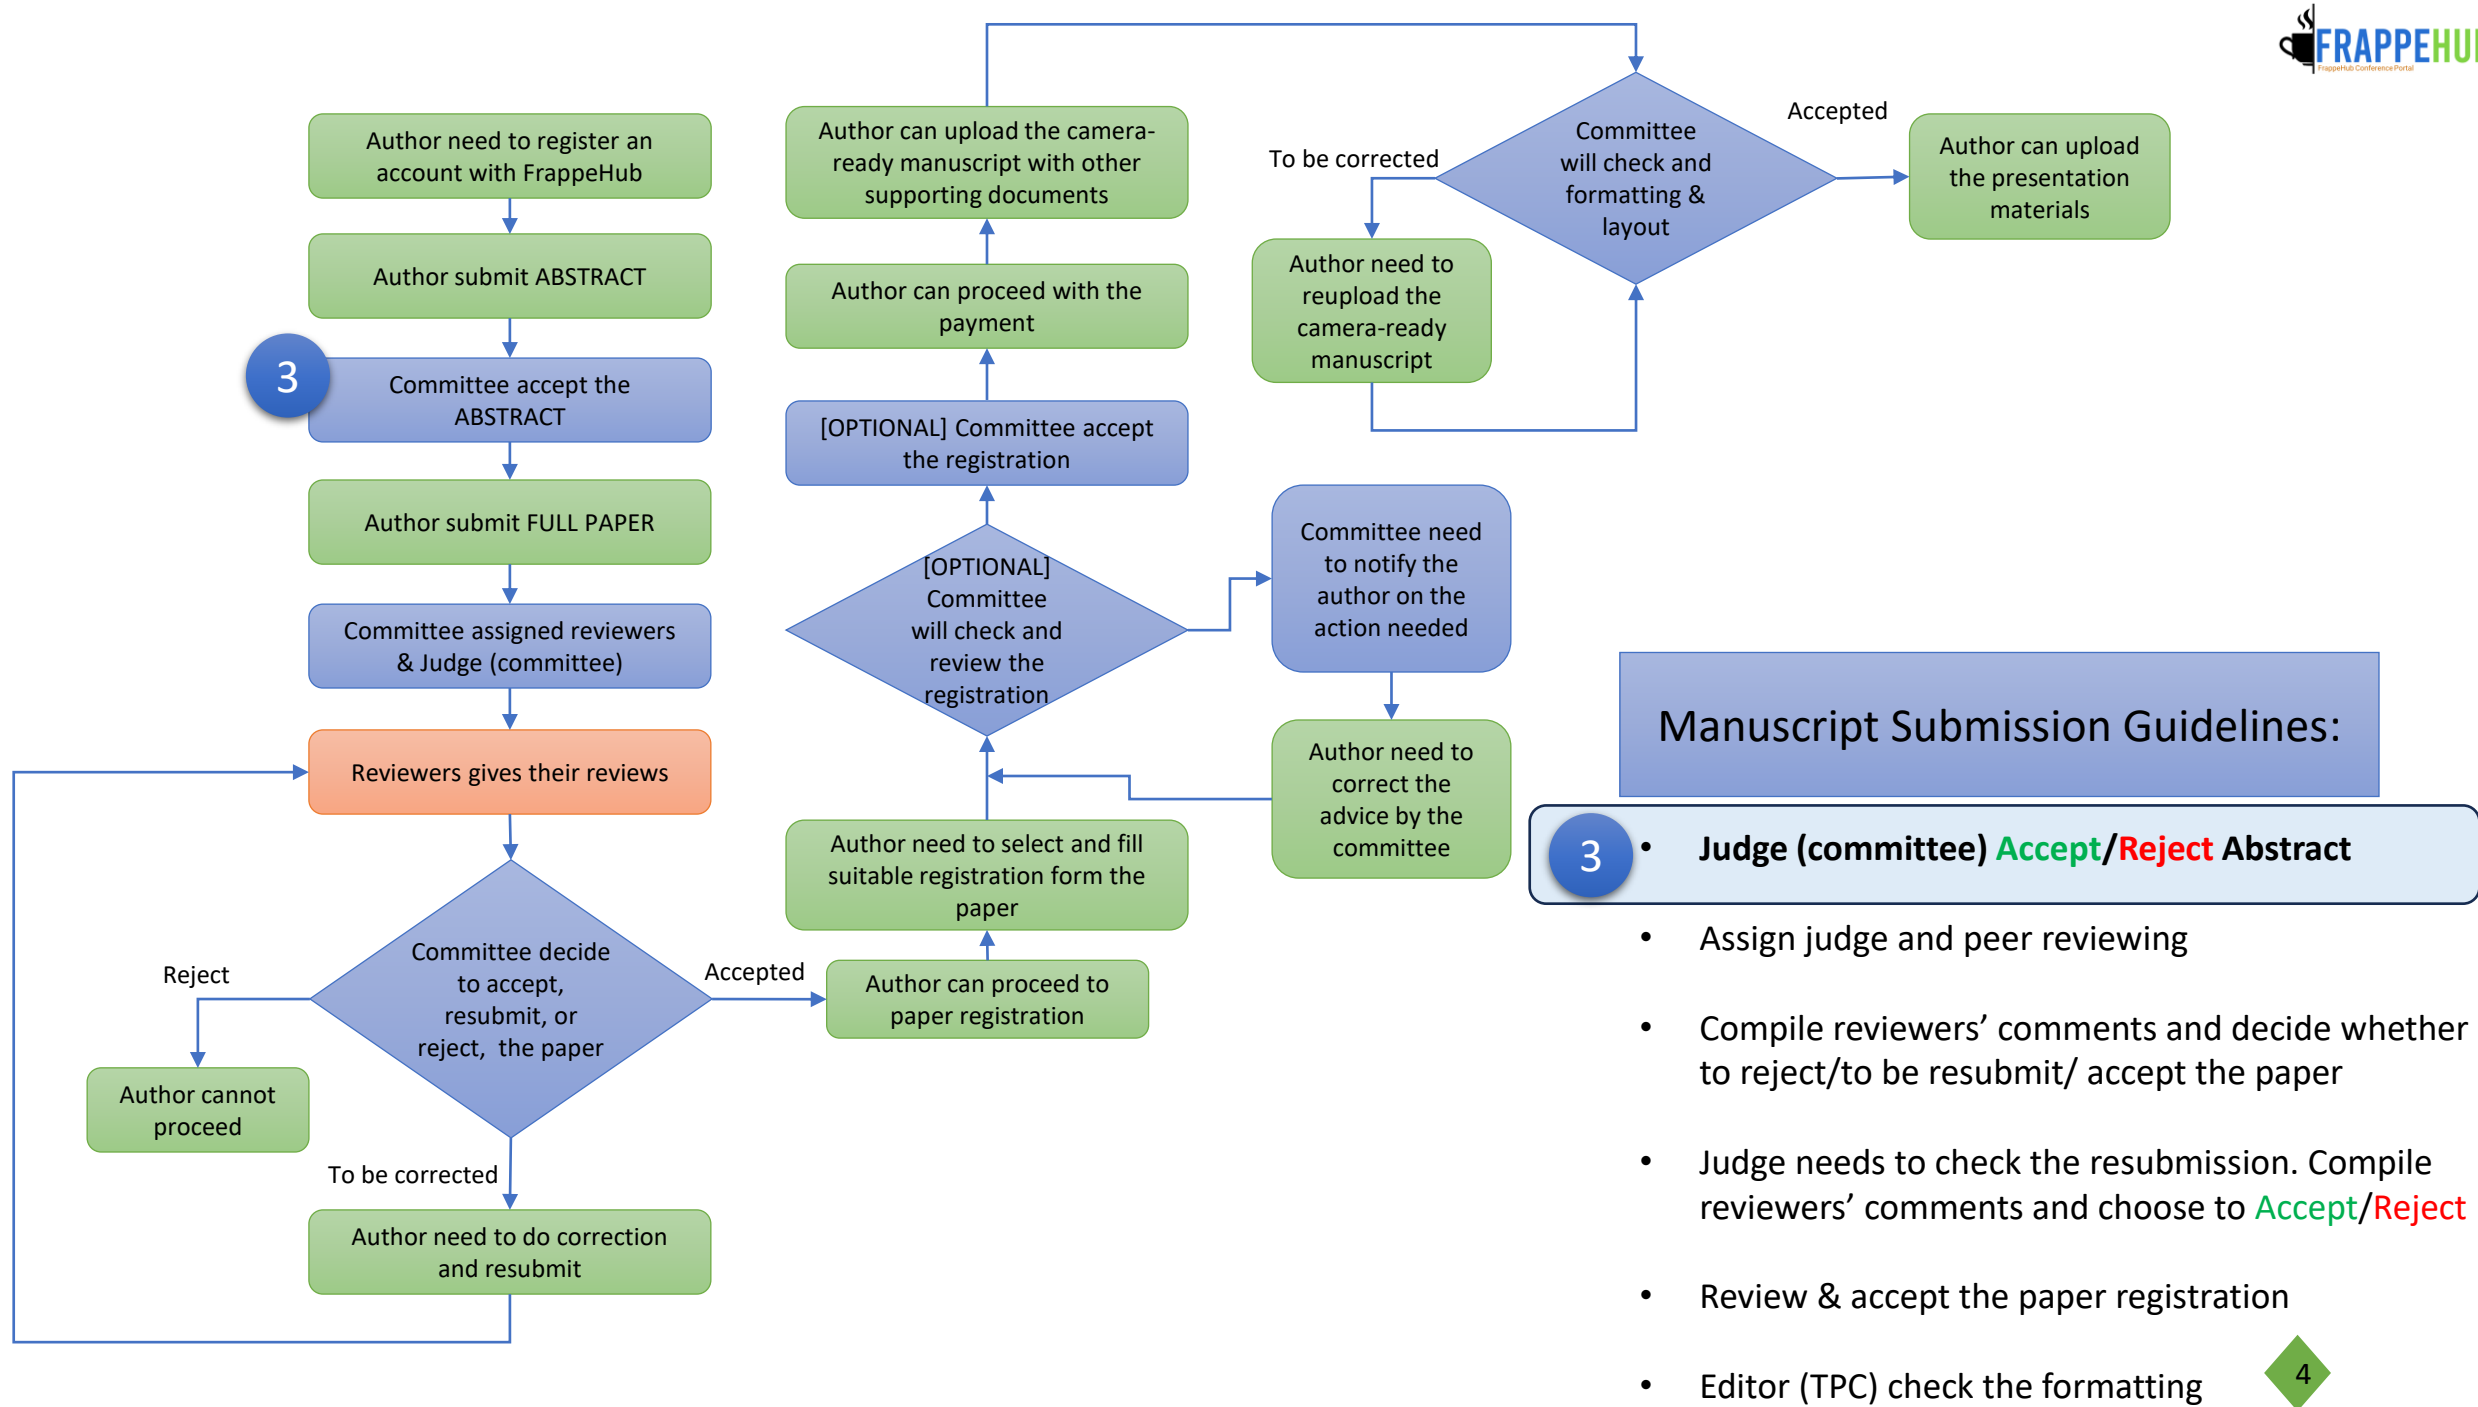 FRAPPEHU
FrappeHub Conference Portal
Author need to register an
account with FrappeHub
Author submit ABSTRACT
3
Committee accept the
ABSTRACT
Author submit FULL PAPER
Committee assigned reviewers
& Judge (committee)
Reviewers gives their reviews
Committee decide
to accept,
resubmit, or
reject, the paper
Reject
Author cannot
proceed
To be corrected
Author need to do correction
and resubmit
Accepted
Author can proceed to
paper registration
Author need to select and fill
suitable registration form the
paper
[OPTIONAL]
Committee
will check and
review the
registration
Committee need
to notify the
author on the
action needed
Author need to
correct the
advice by the
committee
[OPTIONAL] Committee accept
the registration
Author can proceed with the
payment
Author can upload the camera-
ready manuscript with other
supporting documents
Committee
will check and
formatting &
layout
To be corrected
Author need to
reupload the
camera-ready
manuscript
Accepted
Author can upload
the presentation
materials
Manuscript Submission Guidelines:
3
• Judge (committee) Accept/Reject Abstract
• Assign judge and peer reviewing
• Compile reviewers’ comments and decide whether
to reject/to be resubmit/ accept the paper
• Judge needs to check the resubmission. Compile
reviewers’ comments and choose to Accept/Reject
• Review & accept the paper registration
• Editor (TPC) check the formatting
4